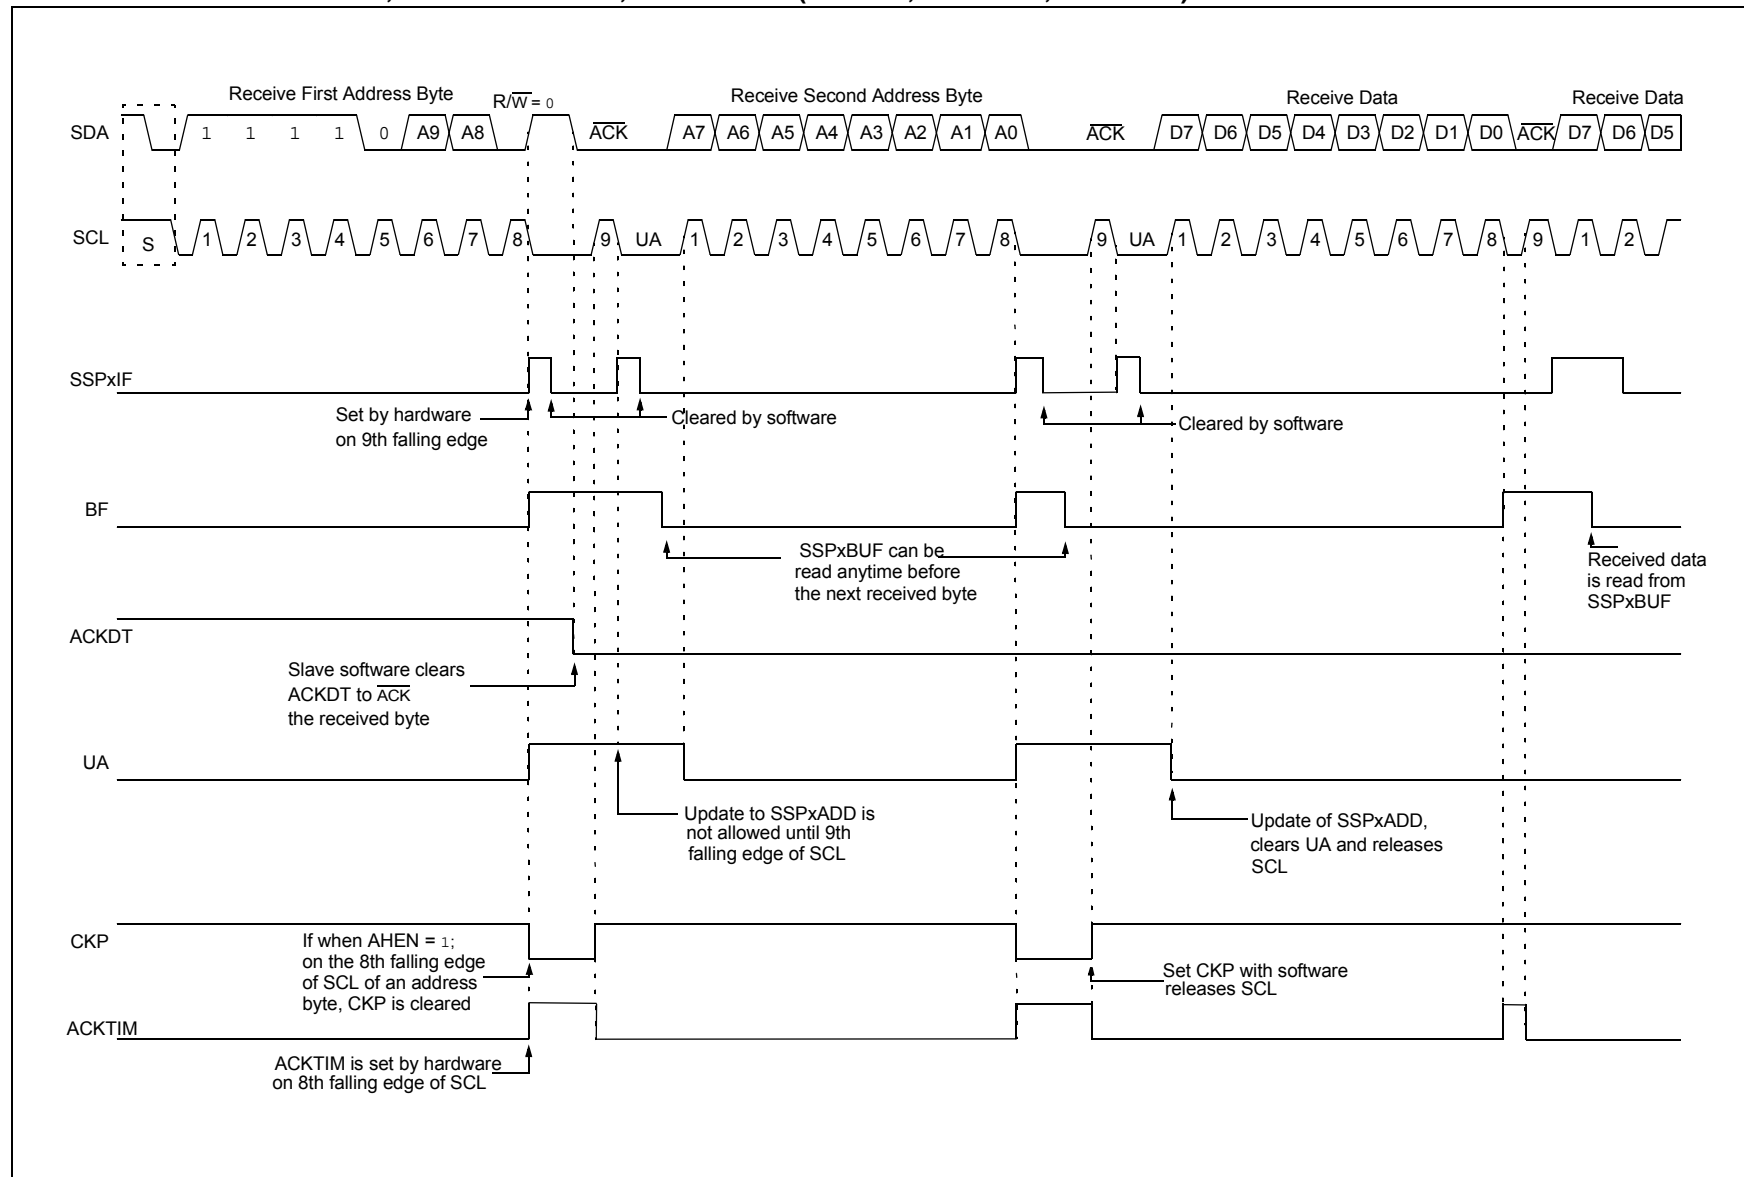 Receive First Address Byte
R/W = 0
Receive Second Address Byte
Receive Data
Receive Data
SDA
1 1 1 1 0 A9 A8
ACK
A7 A6 A5 A4 A3 A2 A1 A0
ACK
D7 D6 D5 D4 D3 D2 D1 D0
ACK
D7 D6 D5
SCL
S
1 2 3 4 5 6 7 8
9 UA
1 2 3 4 5 6 7 8
9 UA
1 2 3 4 5 6 7 8 9 1 2
SSPxIF
Set by hardware
on 9th falling edge
Cleared by software
Cleared by software
BF
SSPxBUF can be
read anytime before
the next received byte
Received data
is read from
SSPxBUF
ACKDT
Slave software clears
ACKDT to ACK
the received byte
UA
Update to SSPxADD is
not allowed until 9th
falling edge of SCL
Update of SSPxADD,
clears UA and releases
SCL
CKP
If when AHEN = 1;
on the 8th falling edge
of SCL of an address
byte, CKP is cleared
Set CKP with software
releases SCL
ACKTIM
ACKTIM is set by hardware
on 8th falling edge of SCL